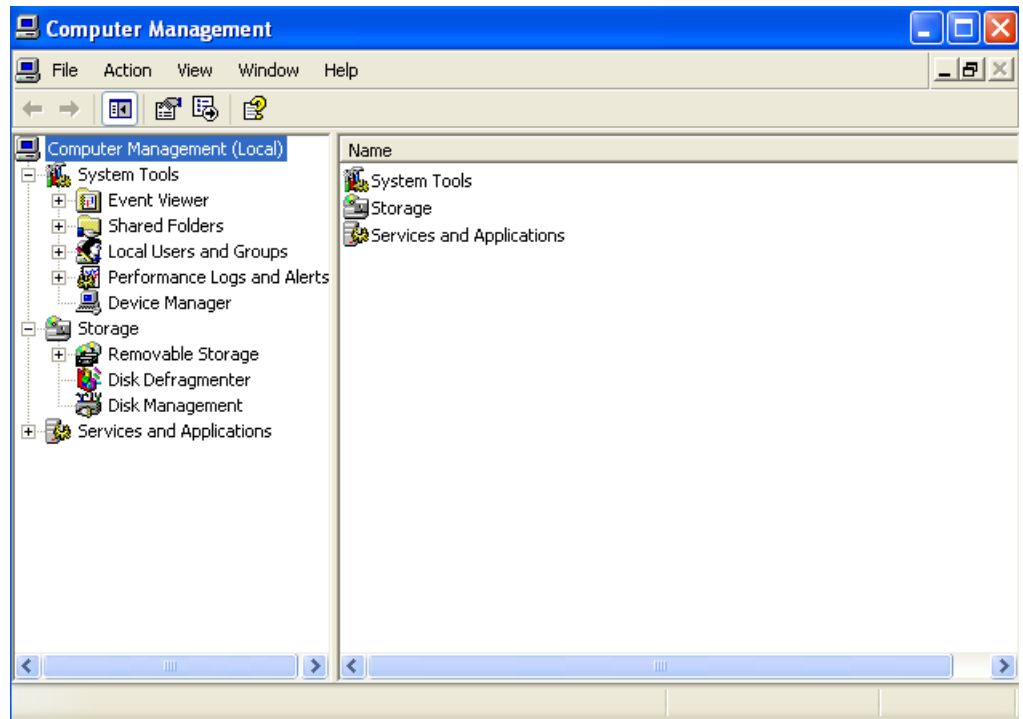 Computer Management
File Action View Window Help
Computer Management (Local)
System Tools
Event Viewer
Shared Folders
Local Users and Groups
Performance Logs and Alerts
Device Manager
Storage
Removable Storage
Disk Defragmenter
Disk Management
Services and Applications
Name
System Tools
Storage
Services and Applications